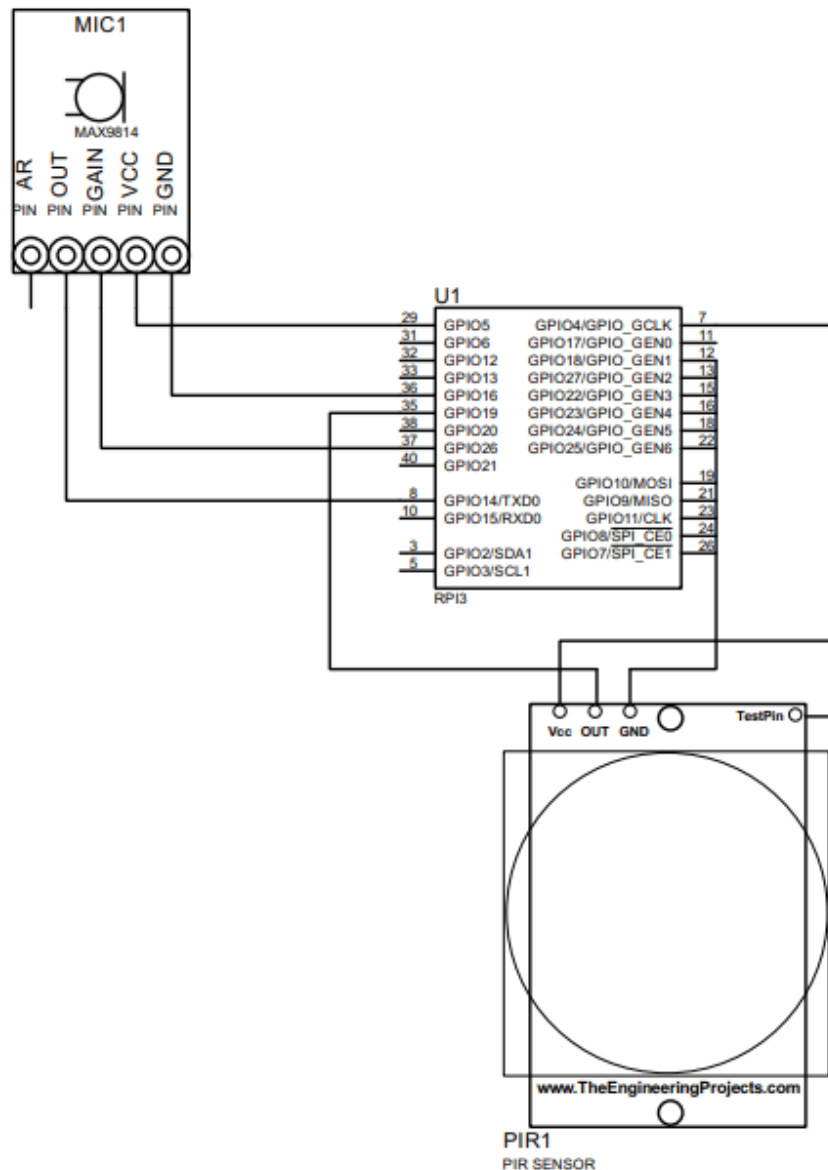 MIC1
MAX9814
AR OUT GAIN VCC GND
PIN PIN PIN PIN PIN
U1
29 GPIO5 GPIO4/GPIO_GCLK 7
31 GPIO6 GPIO17/GPIO_GEN0 11
32 GPIO12 GPIO18/GPIO_GEN1 12
33 GPIO13 GPIO27/GPIO_GEN2 13
36 GPIO16 GPIO22/GPIO_GEN3 15
35 GPIO19 GPIO23/GPIO_GEN4 16
38 GPIO20 GPIO24/GPIO_GEN5 18
37 GPIO26 GPIO25/GPIO_GEN6 22
40 GPIO21
GPIO10/MOSI 19
8 GPIO14/TXD0 GPIO9/MISO 21
10 GPIO15/RXD0 GPIO11/CLK 23
GPIO8/SPI_CE0 24
3 GPIO2/SDA1 GPIO7/SPI_CE1 26
5 GPIO3/SCL1
RPI3
Vcc OUT GND TestPin
www.TheEngineeringProjects.com
PIR1
PIR SENSOR